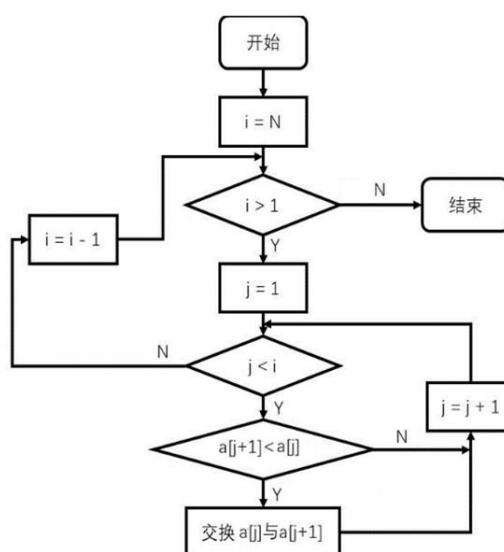 开始
i = N
i > 1
N
结束
i = i - 1
Y
j = 1
N
j < i
Y
j = j + 1
a[j+1] < a[j]
N
Y
交换 a[j]与a[j+1]